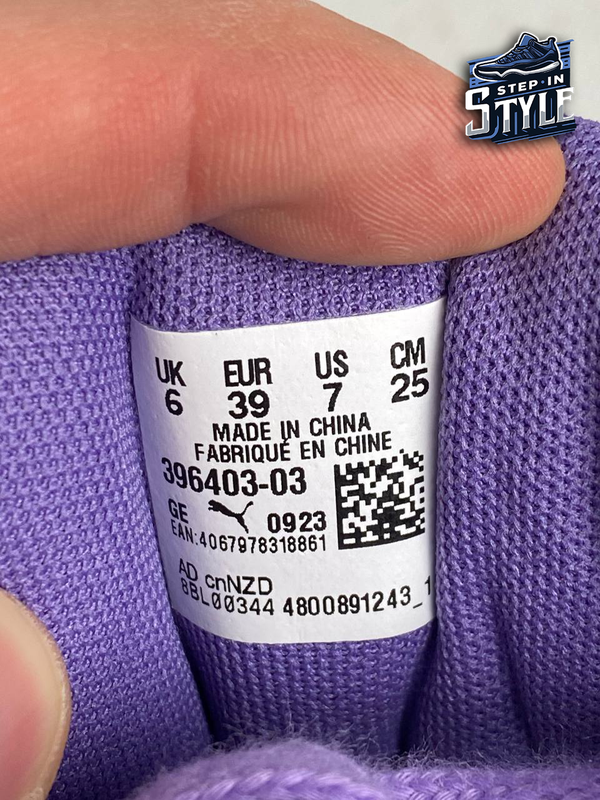 STEP·IN
STYLE
UK EUR US CM
6 39 7 25
MADE IN CHINA
FABRIQUÉ EN CHINE
396403-03
GE 0923
EAN:4067978318861
AD cnNZD
8BL00344 4800891243_1